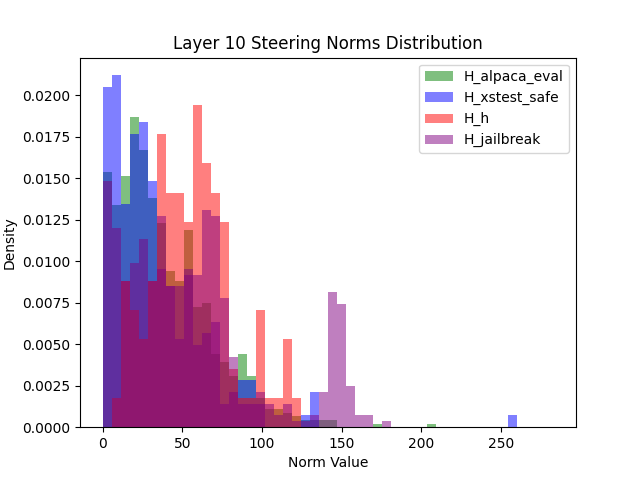 Layer 10 Steering Norms Distribution
H_alpaca_eval
H_xstest_safe
H_h
H_jailbreak
0.0200
0.0175
0.0150
0.0125
0.0100
0.0075
0.0050
0.0025
0.0000
Density
0 50 100 150 200 250
Norm Value